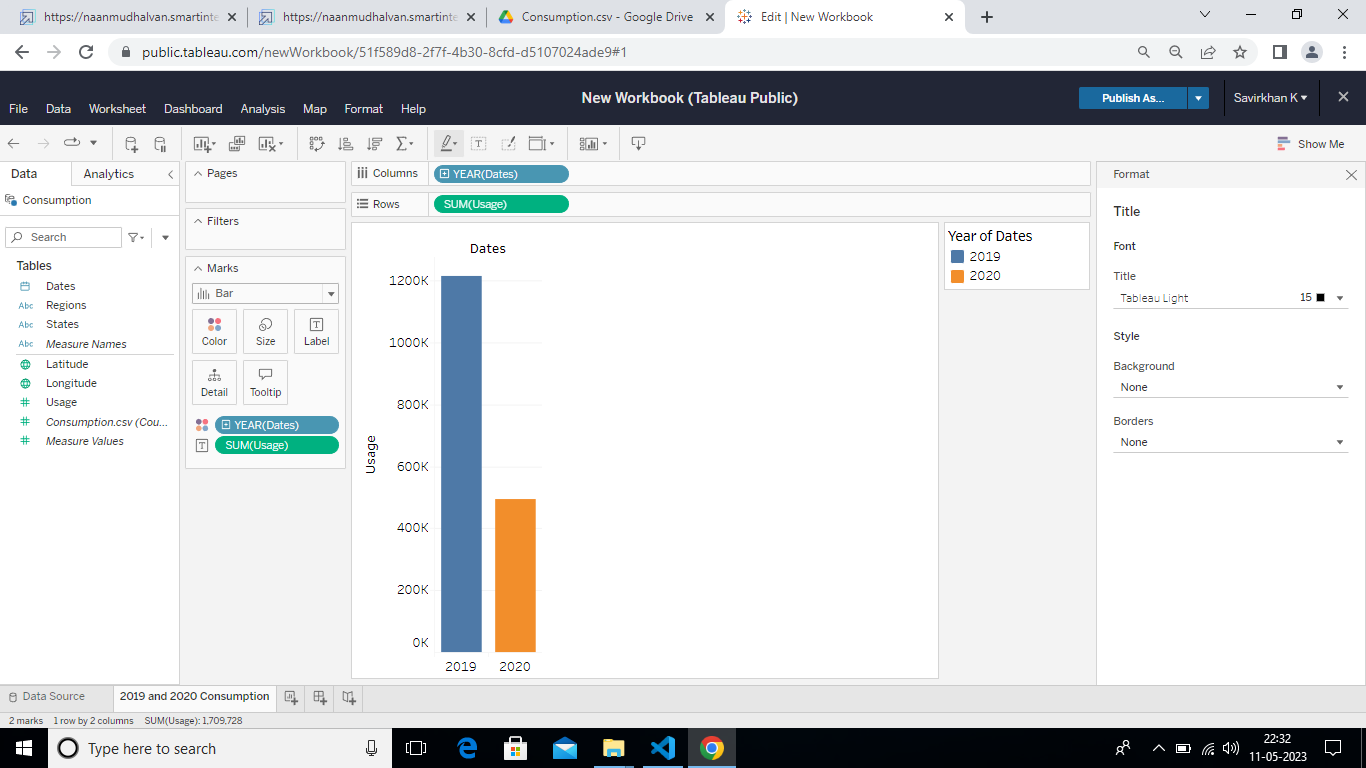 https://naanmudhalvan.smartinte
https://naanmudhalvan.smartinte
Consumption.csv - Google Drive
Edit | New Workbook
public.tableau.com/newWorkbook/51f589d8-2f7f-4b30-8cfd-d5107024ade9#1
New Workbook (Tableau Public)
Publish As...
Savirkhan K
File Data Worksheet Dashboard Analysis Map Format Help
Show Me
Data Analytics
Consumption
Search
Tables
Dates
Abc Regions
Abc States
Abc Measure Names
Latitude
Longitude
Usage
Consumption.csv (Cou...
Measure Values
Pages
Filters
Marks
Bar
Color Size Label
Detail Tooltip
YEAR(Dates)
SUM(Usage)
Columns YEAR(Dates)
Rows SUM(Usage)
Dates
1200K
1000K
800K
600K
400K
200K
0K
Usage
2019 2020
Year of Dates
2019
2020
Format
Title
Font
Title
Tableau Light 15
Style
Background
None
Borders
None
Data Source 2019 and 2020 Consumption
2 marks 1 row by 2 columns SUM(Usage): 1,709,728
Type here to search
22:32
11-05-2023